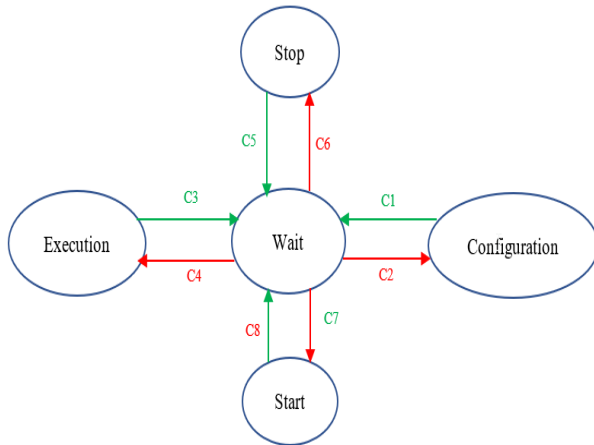 Stop
C5
C6
C3
C1
Execution
Wait
Configuration
C4
C2
C8
C7
Start